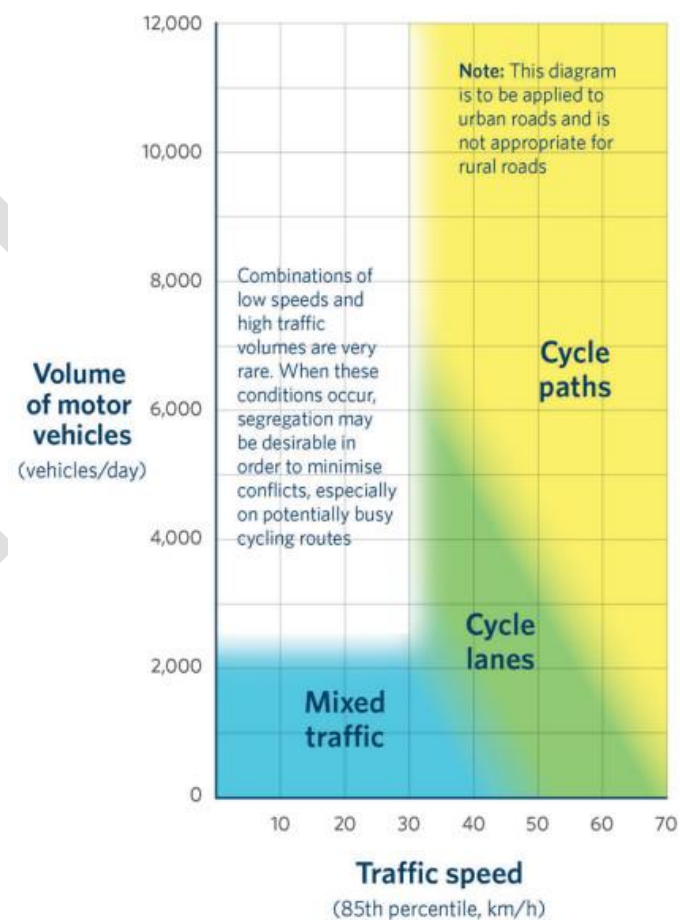 12,000
Note: This diagram
is to be applied to
urban roads and is
not appropriate for
rural roads
10,000
8,000
Combinations of
low speeds and
high traffic
volumes are very
rare. When these
conditions occur,
segregation may
be desirable in
order to minimise
conflicts, especially
on potentially busy
cycling routes
Cycle
paths
Volume
of motor
vehicles
(vehicles/day)
6,000
4,000
Cycle
lanes
2,000
Mixed
traffic
0
10 20 30 40 50 60 70
Traffic speed
(85th percentile, km/h)